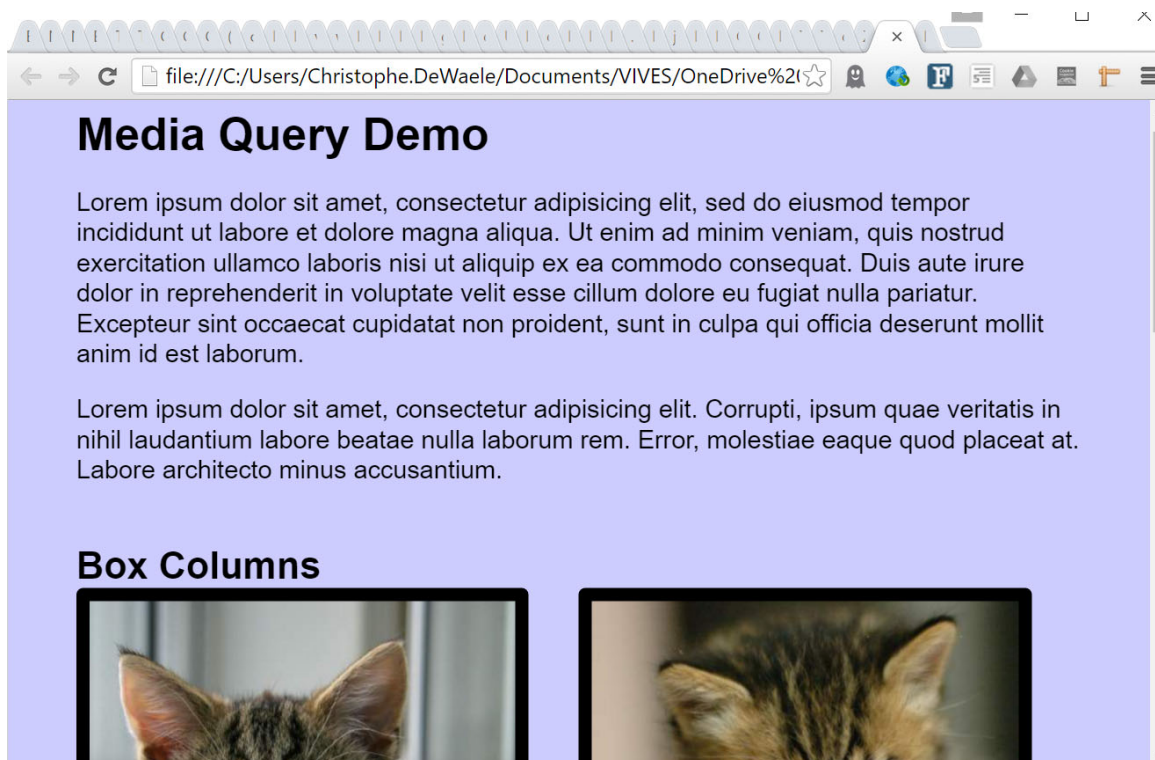 file:///C:/Users/Christophe.DeWaele/Documents/VIVES/OneDrive%20
Media Query Demo
Lorem ipsum dolor sit amet, consectetur adipisicing elit, sed do eiusmod tempor
incididunt ut labore et dolore magna aliqua. Ut enim ad minim veniam, quis nostrud
exercitation ullamco laboris nisi ut aliquip ex ea commodo consequat. Duis aute irure
dolor in reprehenderit in voluptate velit esse cillum dolore eu fugiat nulla pariatur.
Excepteur sint occaecat cupidatat non proident, sunt in culpa qui officia deserunt mollit
anim id est laborum.
Lorem ipsum dolor sit amet, consectetur adipisicing elit. Corrupti, ipsum quae veritatis in
nihil laudantium labore beatae nulla laborum rem. Error, molestiae eaque quod placeat at.
Labore architecto minus accusantium.
Box Columns